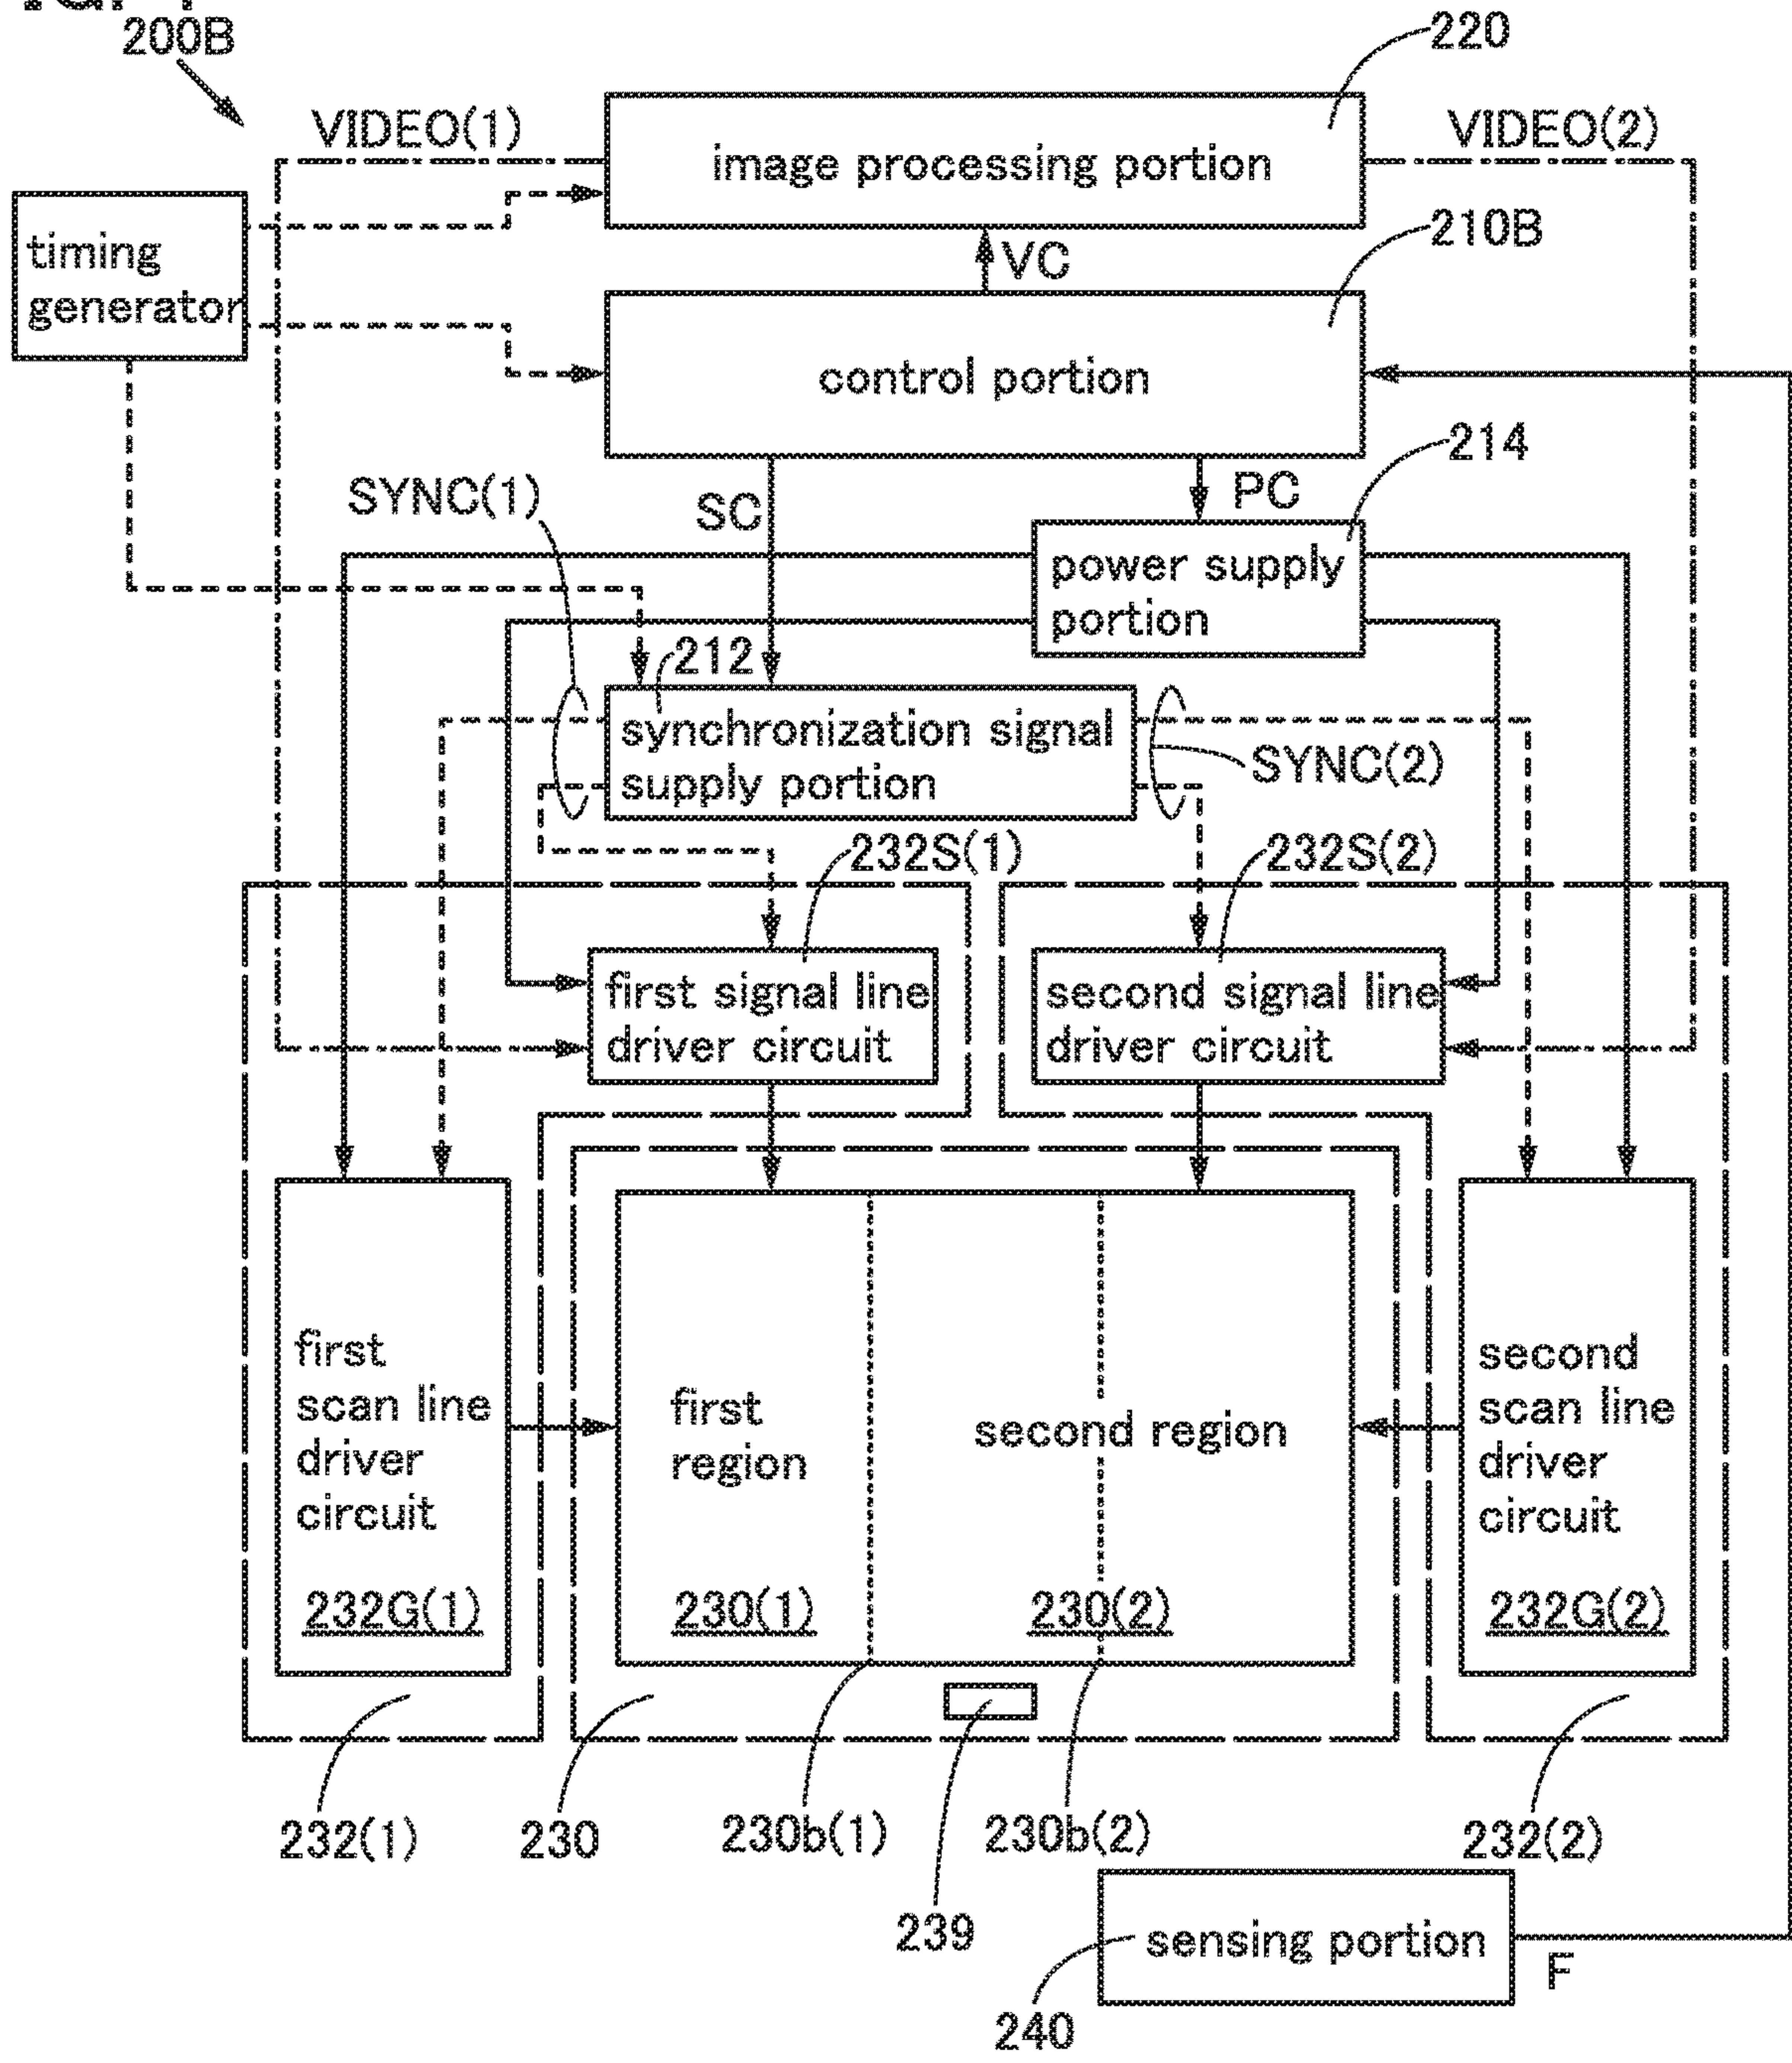 200B
220
VIDEO(1)
VIDEO(2)
image processing portion
timing
generator
210B
VC
control portion
214
SYNC(1)
SC
PC
power supply
portion
212
synchronization signal
supply portion
SYNC(2)
232S(1)
232S(2)
first signal line
driver circuit
second signal line
driver circuit
first
scan line
driver
circuit
232G(1)
first
region
230(1)
second region
230(2)
second
scan line
driver
circuit
232G(2)
232(1)
230
230b(1)
230b(2)
232(2)
239
sensing portion
F
240